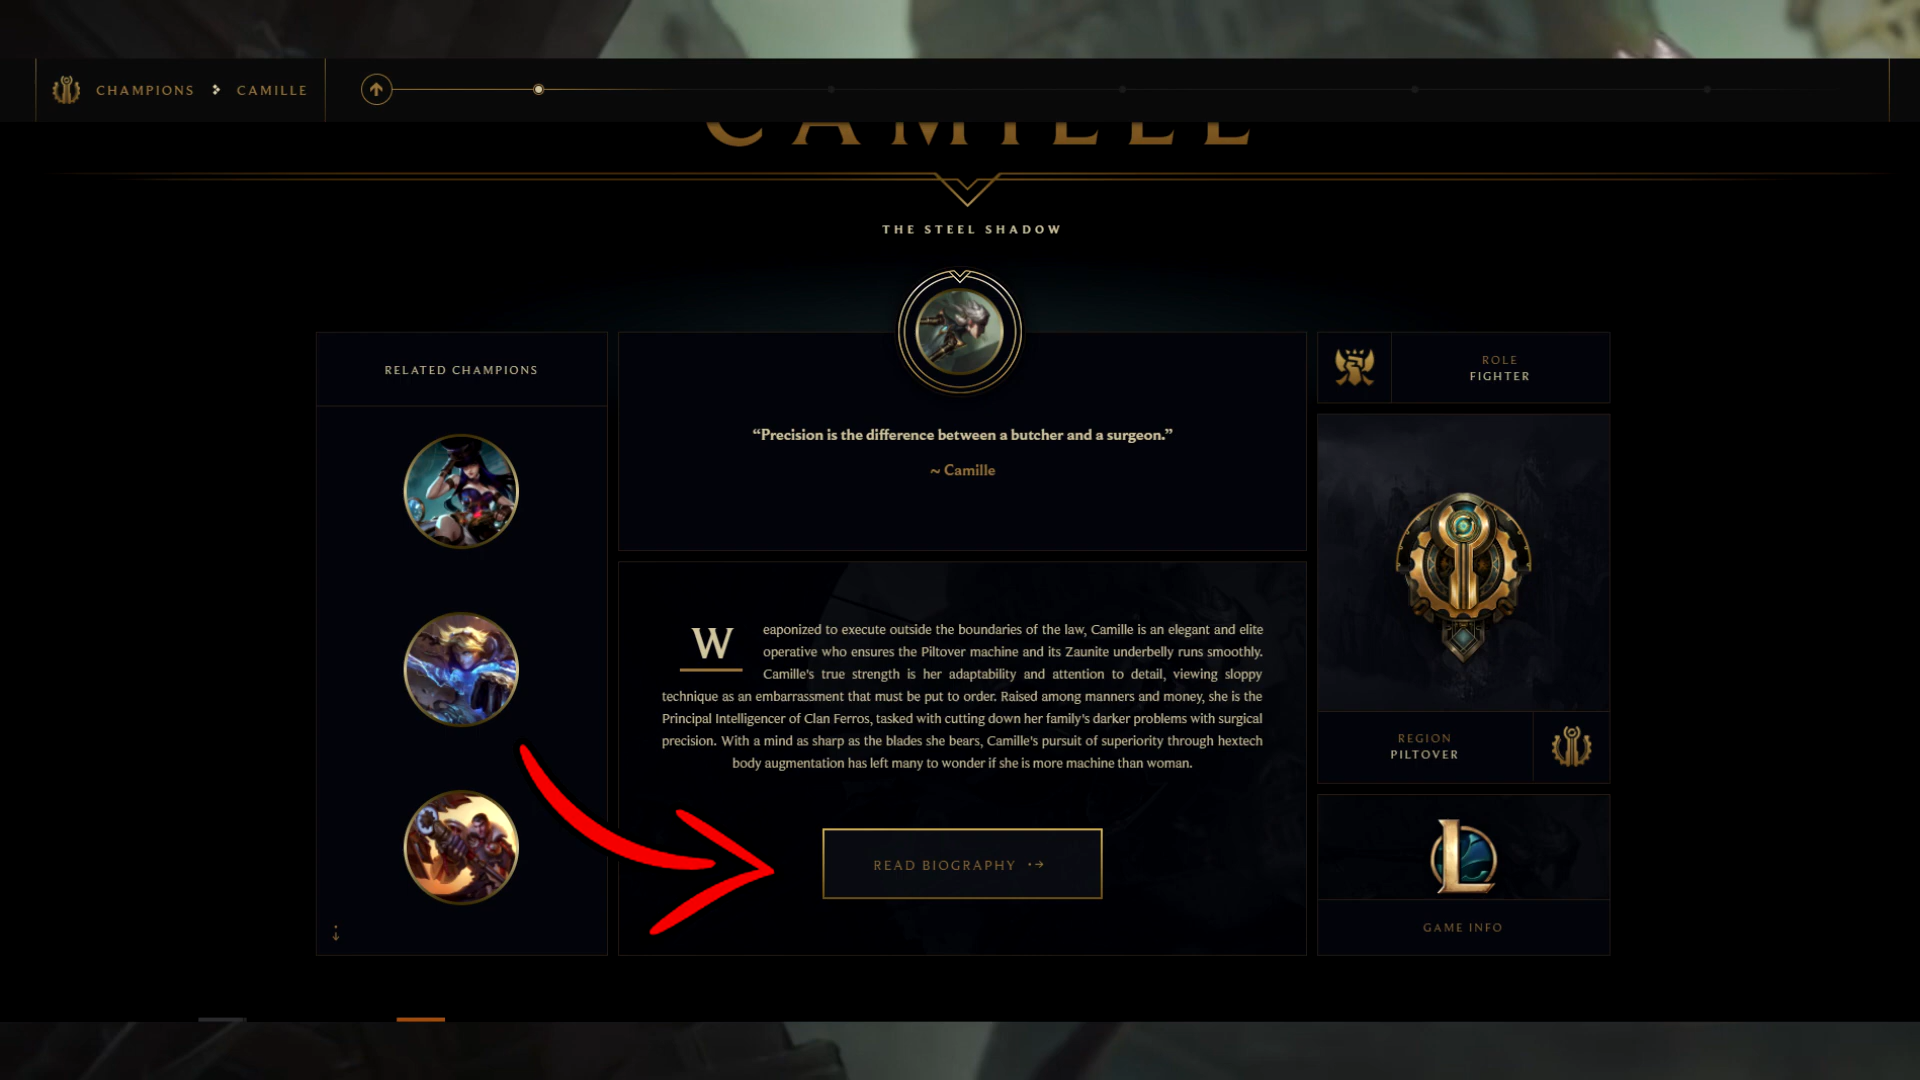 CHAMPIONS CAMILLE
CAMILLE
THE STEEL SHADOW
RELATED CHAMPIONS
“Precision is the difference between a butcher and a surgeon.”
~ Camille
Weaponized to execute outside the boundaries of the law, Camille is an elegant and elite
operative who ensures the Piltover machine and its Zaunite underbelly runs smoothly.
Camille's true strength is her adaptability and attention to detail, viewing sloppy
technique as an embarrassment that must be put to order. Raised among manners and money, she is the
Principal Intelligencer of Clan Ferros, tasked with cutting down her family's darker problems with surgical
precision. With a mind as sharp as the blades she bears, Camille's pursuit of superiority through hextech
body augmentation has left many to wonder if she is more machine than woman.
READ BIOGRAPHY
ROLE
FIGHTER
REGION
PILTOVER
GAME INFO